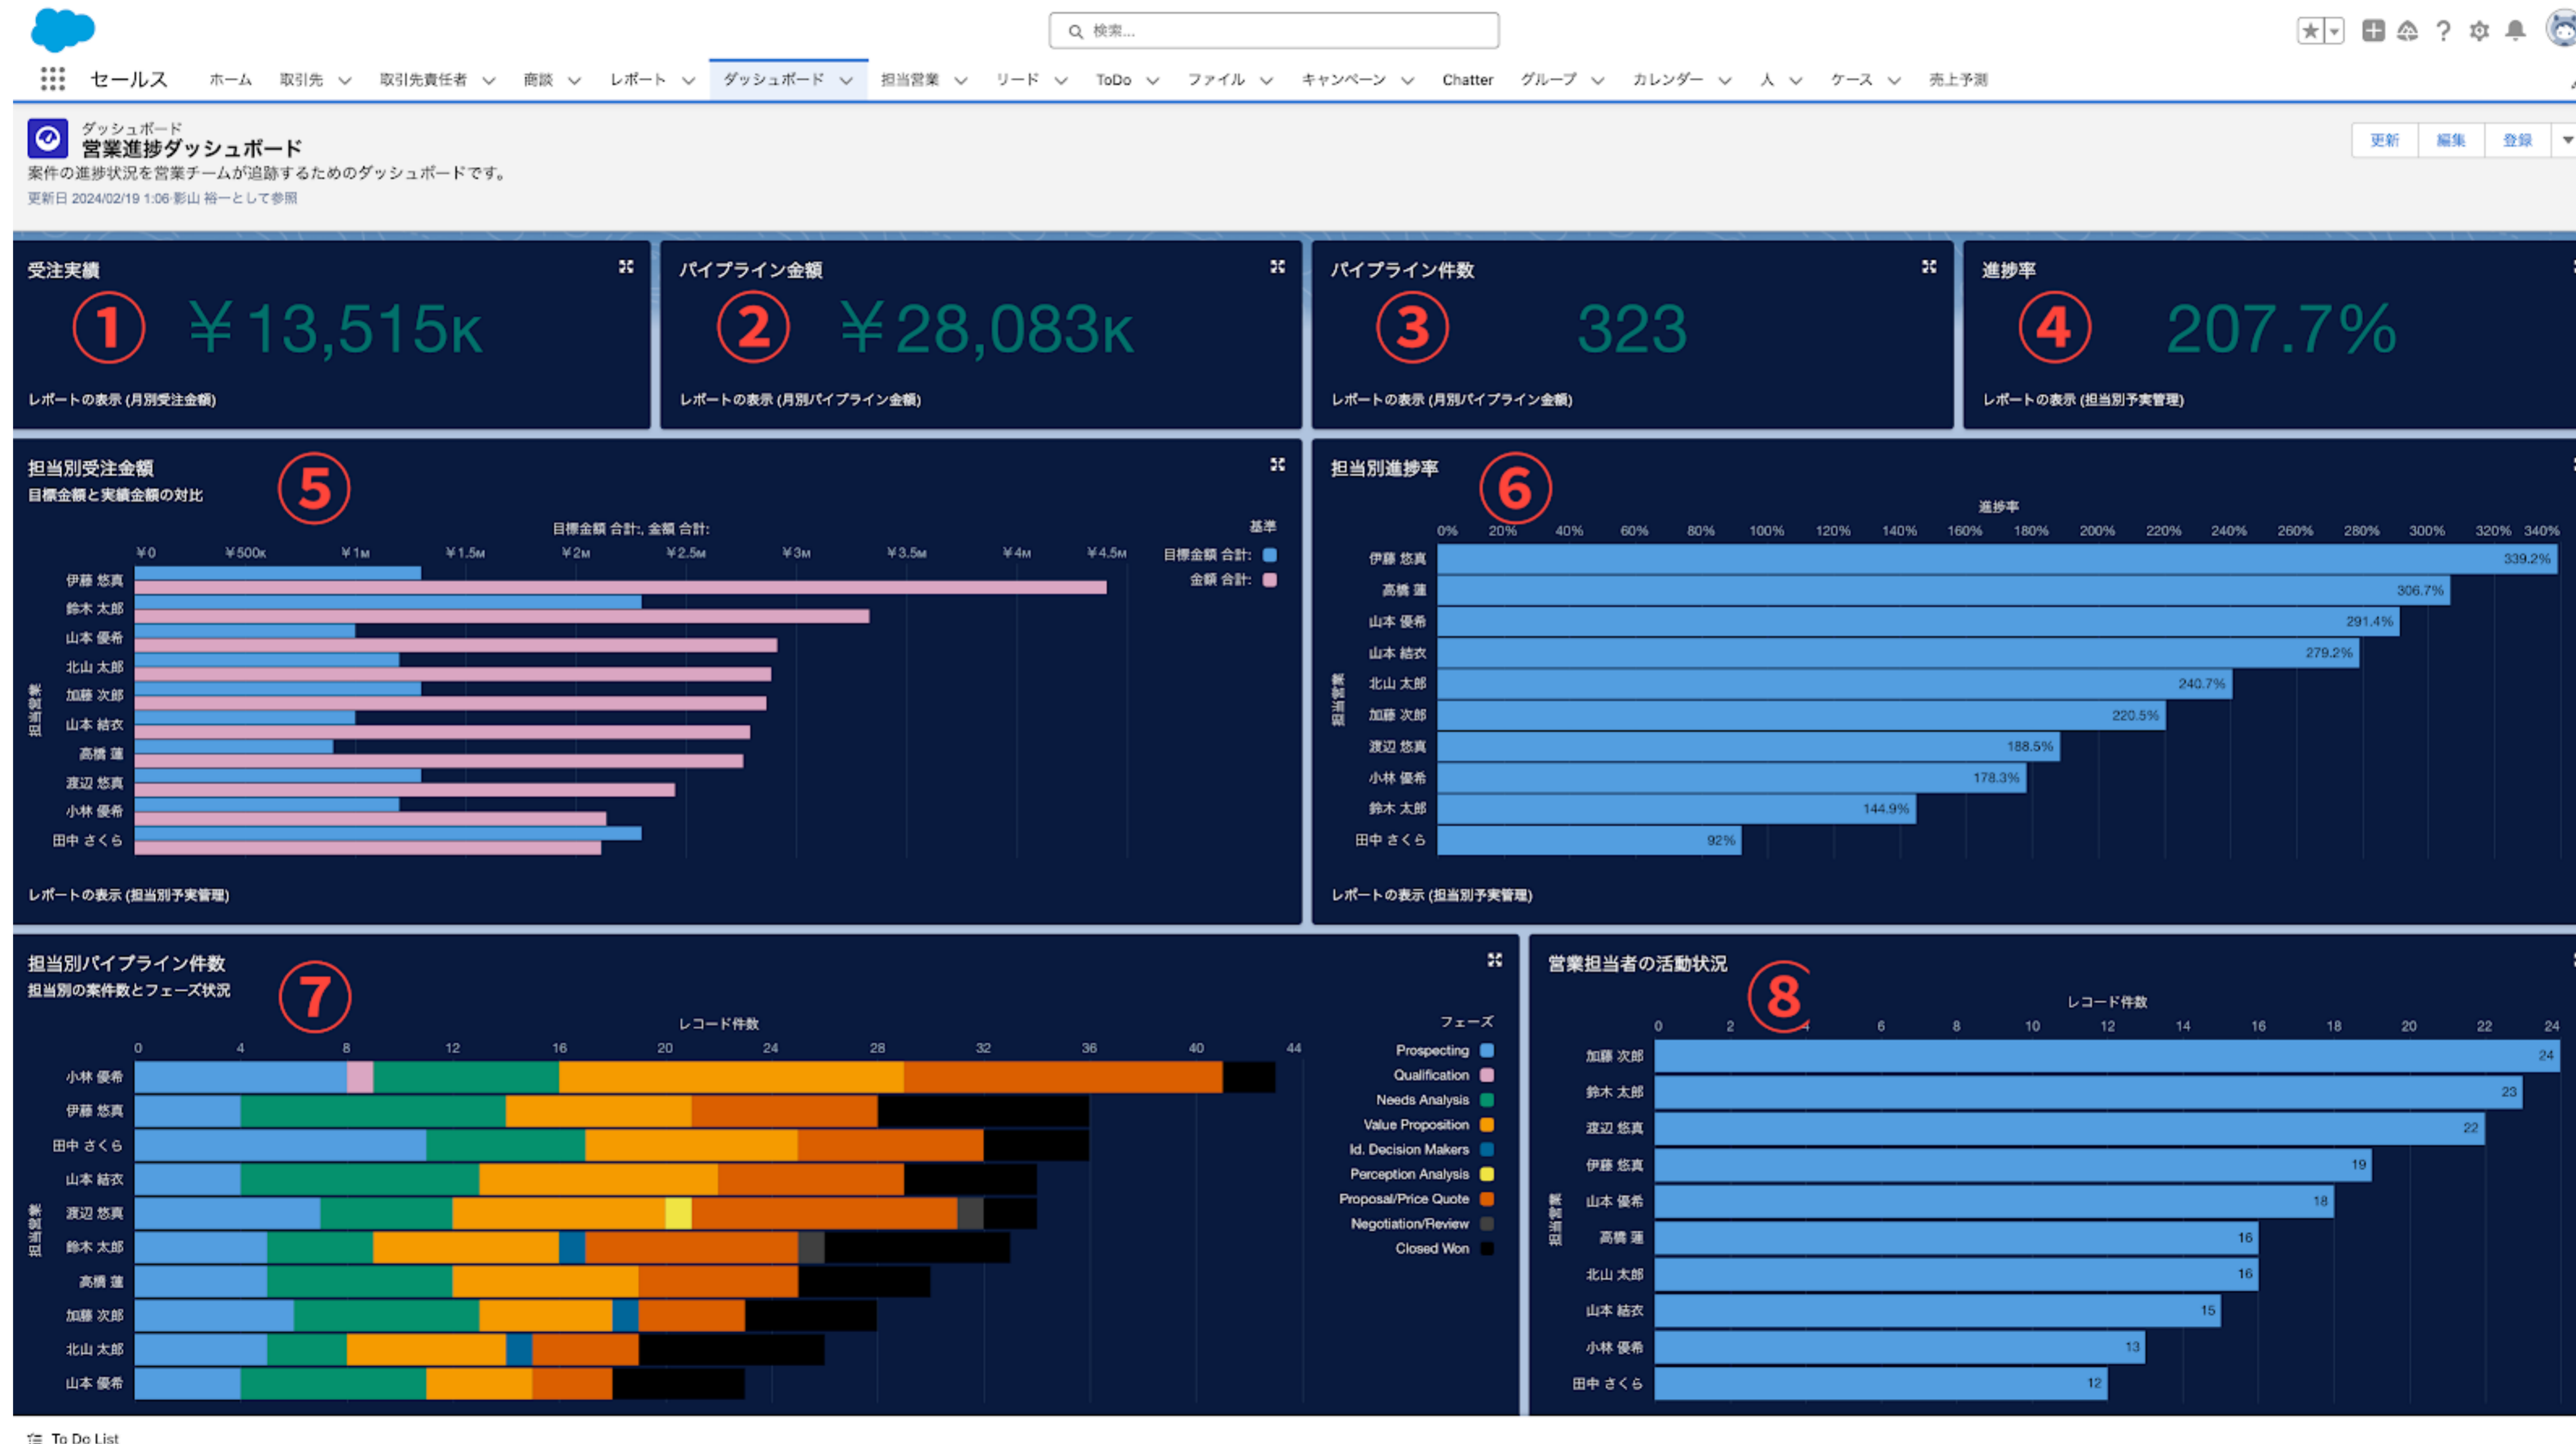 検索...
セールス ホーム 取引先 取引先責任者 商談 レポート ダッシュボード 担当営業 リード ToDo ファイル キャンペーン Chatter グループ カレンダー 人 ケース 売上予測
ダッシュボード
営業進捗ダッシュボード
案件の進捗状況を営業チームが追跡するためのダッシュボードです。
更新日 2024/02/19 1:06·影山 裕一として参照
更新 編集 登録
受注実績
① ¥13,515K
レポートの表示 (月別受注金額)
パイプライン金額
② ¥28,083K
レポートの表示 (月別パイプライン金額)
パイプライン件数
③ 323
レポートの表示 (月別パイプライン金額)
進捗率
④ 207.7%
レポートの表示 (担当別予実管理)
担当別受注金額
⑤
目標金額と実績金額の対比
目標金額 合計:, 金額 合計:
¥0 ¥500K ¥1M ¥1.5M ¥2M ¥2.5M ¥3M ¥3.5M ¥4M ¥4.5M
基準
目標金額 合計:
金額 合計:
担当営業
伊藤 悠真
鈴木 太郎
山本 優希
北山 太郎
加藤 次郎
山本 結衣
高橋 蓮
渡辺 悠真
小林 優希
田中 さくら
レポートの表示 (担当別予実管理)
担当別進捗率
⑥
進捗率
0% 20% 40% 60% 80% 100% 120% 140% 160% 180% 200% 220% 240% 260% 280% 300% 320% 340%
担当営業
伊藤 悠真 339.2%
高橋 蓮 306.7%
山本 優希 291.4%
山本 結衣 279.2%
北山 太郎 240.7%
加藤 次郎 220.5%
渡辺 悠真 188.5%
小林 優希 178.3%
鈴木 太郎 144.9%
田中 さくら 92%
レポートの表示 (担当別予実管理)
担当別パイプライン件数
⑦
担当別の案件数とフェーズ状況
レコード件数
0 4 8 12 16 20 24 28 32 36 40 44
担当営業
小林 優希
伊藤 悠真
田中 さくら
山本 結衣
渡辺 悠真
鈴木 太郎
高橋 蓮
加藤 次郎
北山 太郎
山本 優希
フェーズ
Prospecting
Qualification
Needs Analysis
Value Proposition
Id. Decision Makers
Perception Analysis
Proposal/Price Quote
Negotiation/Review
Closed Won
営業担当者の活動状況
⑧
レコード件数
0 2 4 6 8 10 12 14 16 18 20 22 24
担当営業
加藤 次郎 24
鈴木 太郎 23
渡辺 悠真 22
伊藤 悠真 19
山本 優希 18
高橋 蓮 16
北山 太郎 16
山本 結衣 15
小林 優希 13
田中 さくら 12
To Do List